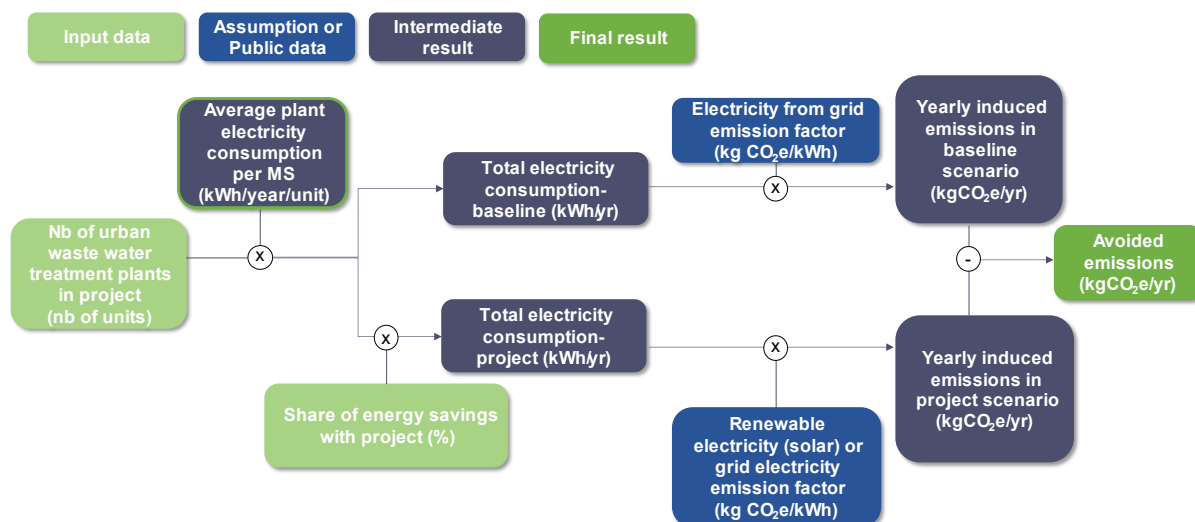 Input data
Assumption or
Public data
Intermediate
result
Final result
Average plant
electricity
consumption
per MS
(kWh/year/unit)
Electricity from grid
emission factor
(kg CO₂e/kWh)
Yearly induced
emissions in
baseline
scenario
(kgCO₂e/yr)
Total electricity
consumption-
baseline (kWh/yr)
x
Nb of urban
waste water
treatment plants
in project
(nb of units)
x
-
Avoided
emissions
(kgCO₂e/yr)
Total electricity
consumption-
project (kWh/yr)
x
x
Yearly induced
emissions in
project scenario
(kgCO₂e/yr)
Share of energy savings
with project (%)
Renewable
electricity (solar) or
grid electricity
emission factor
(kg CO₂e/kWh)